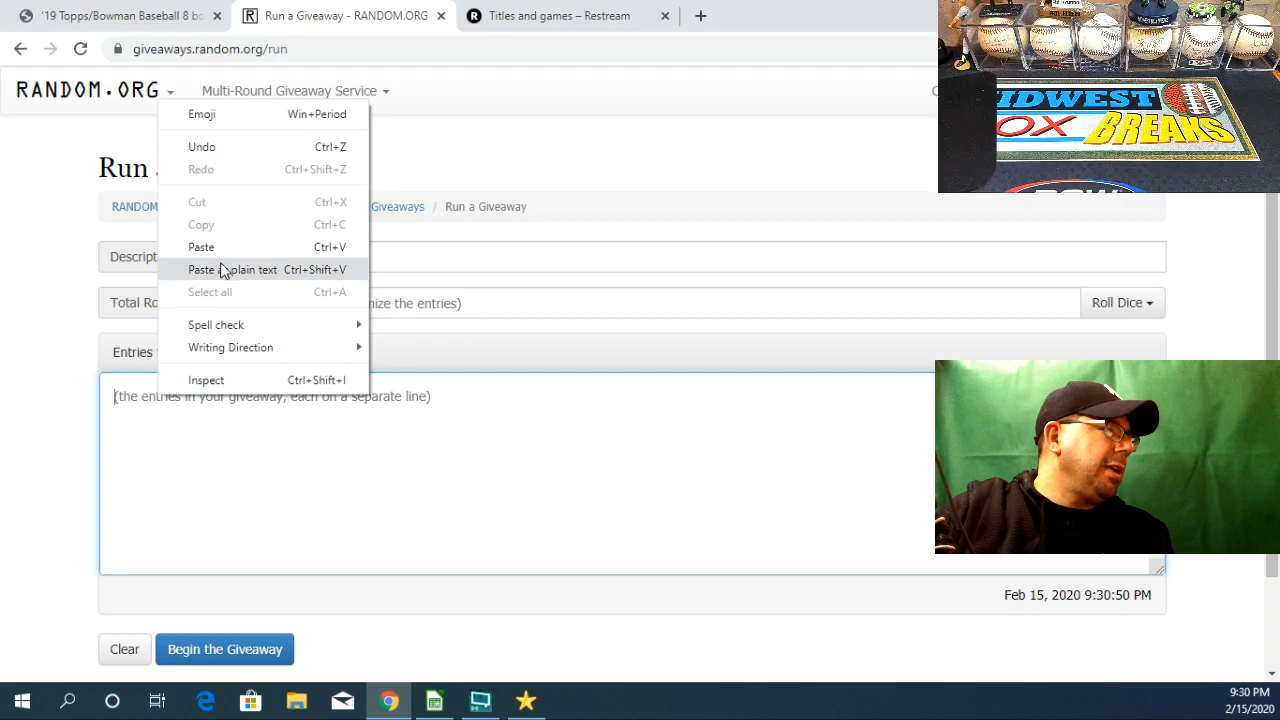 '19 Topps/Bowman Baseball 8 bo
Run a Giveaway - RANDOM.ORG
Titles and games – Restream
giveaways.random.org/run
RANDOM.ORG
Multi-Round Giveaway Service
Emoji Win+Period
Undo Ctrl+Z
Redo Ctrl+Shift+Z
Cut Ctrl+X
Copy Ctrl+C
Paste Ctrl+V
Paste plain text Ctrl+Shift+V
Select all Ctrl+A
Spell check
Writing Direction
Inspect Ctrl+Shift+I
Run
RANDOM Giveaways / Run a Giveaway
Descript
Total Ro mize the entries)
Roll Dice
Entries
(the entries in your giveaway, each on a separate line)
Feb 15, 2020 9:30:50 PM
Clear
Begin the Giveaway
9:30 PM
2/15/2020
IDWEST
OX BREAKS